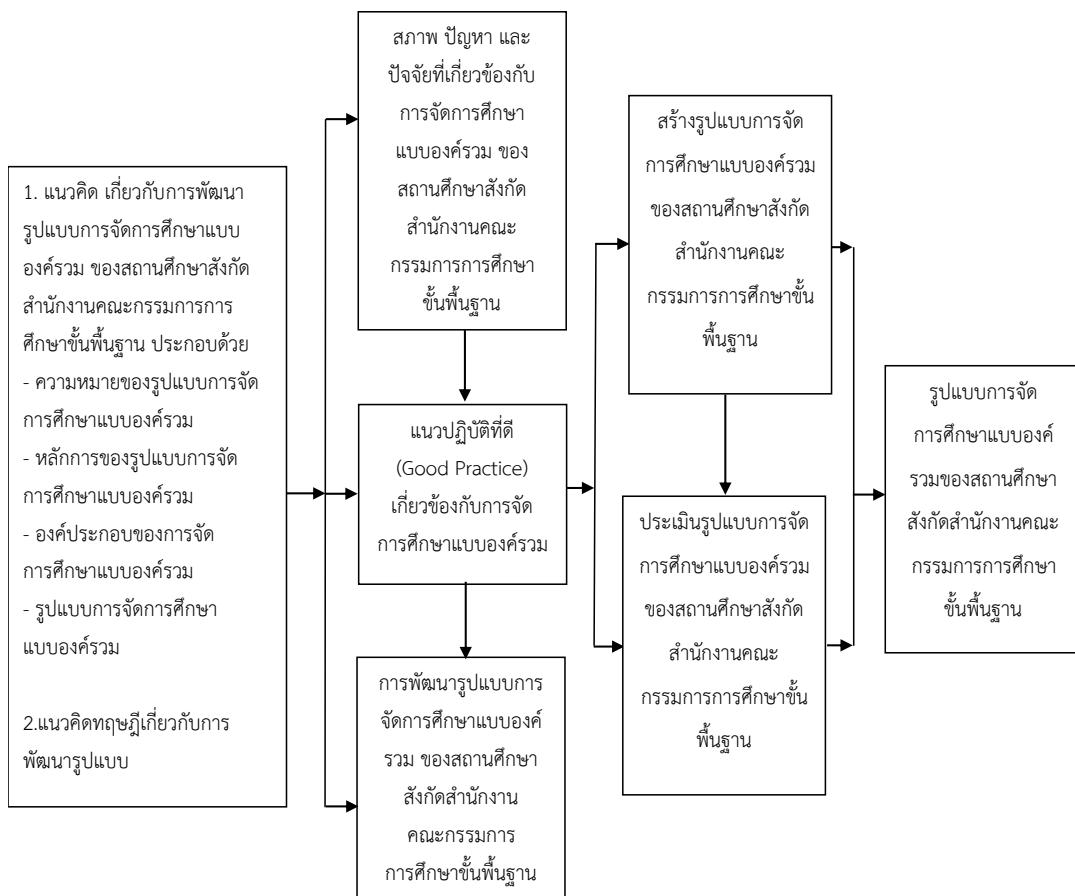 1. แนวคิด เกี่ยวกับการพัฒนา
รูปแบบการจัดการศึกษาแบบ
องค์รวม ของสถานศึกษาสังกัด
สำนักงานคณะกรรมการการ
ศึกษาขั้นพื้นฐาน ประกอบด้วย
- ความหมายของรูปแบบการจัด
การศึกษาแบบองค์รวม
- หลักการของรูปแบบการจัด
การศึกษาแบบองค์รวม
- องค์ประกอบของการจัด
การศึกษาแบบองค์รวม
- รูปแบบการจัดการศึกษา
แบบองค์รวม
2.แนวคิดทฤษฎีเกี่ยวกับการ
พัฒนารูปแบบ
สภาพ ปัญหา และ
ปัจจัยที่เกี่ยวข้องกับ
การจัดการศึกษา
แบบองค์รวม ของ
สถานศึกษาสังกัด
สำนักงานคณะ
กรรมการการศึกษา
ขั้นพื้นฐาน
แนวปฏิบัติที่ดี
(Good Practice)
เกี่ยวข้องกับการจัด
การศึกษาแบบองค์รวม
การพัฒนารูปแบบการ
จัดการศึกษาแบบองค์
รวม ของสถานศึกษา
สังกัดสำนักงาน
คณะกรรมการ
การศึกษาขั้นพื้นฐาน
สร้างรูปแบบการจัด
การศึกษาแบบองค์รวม
ของสถานศึกษาสังกัด
สำนักงานคณะ
กรรมการการศึกษาขั้น
พื้นฐาน
ประเมินรูปแบบการจัด
การศึกษาแบบองค์รวม
ของสถานศึกษาสังกัด
สำนักงานคณะ
กรรมการการศึกษาขั้น
พื้นฐาน
รูปแบบการจัด
การศึกษาแบบองค์
รวมของสถานศึกษา
สังกัดสำนักงานคณะ
กรรมการการศึกษา
ขั้นพื้นฐาน